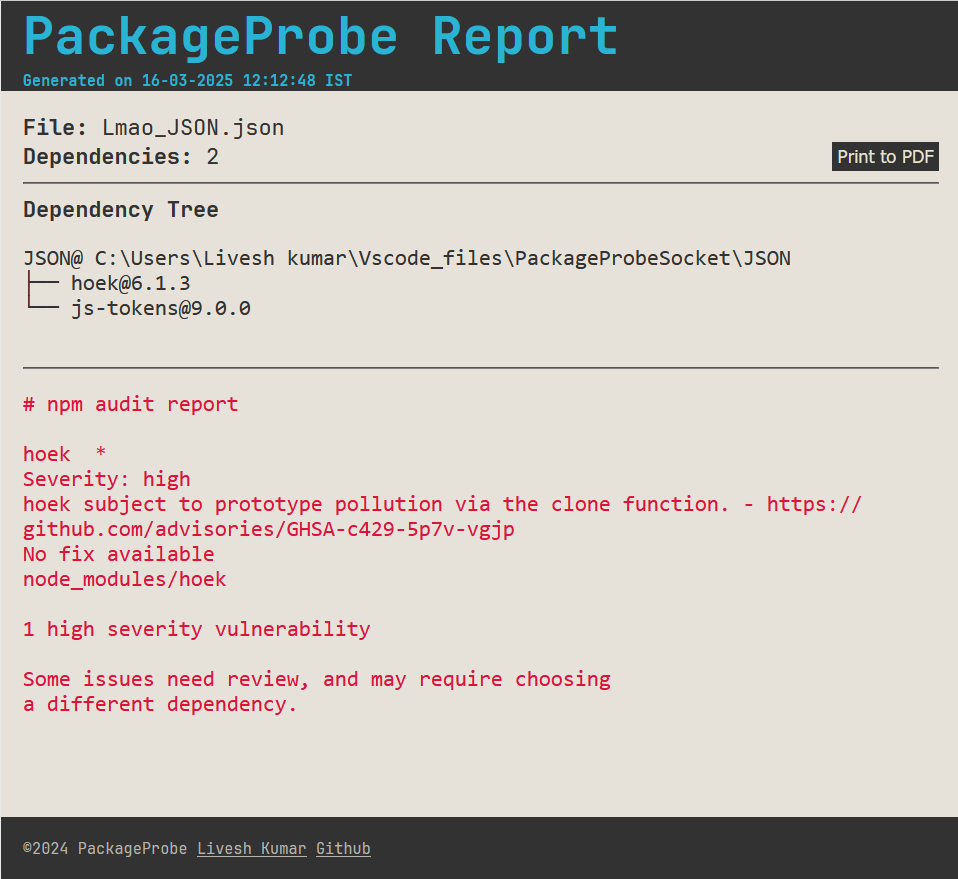 PackageProbe Report
Generated on 16-03-2025 12:12:48 IST
File: Lmao_JSON.json
Dependencies: 2
Print to PDF
Dependency Tree
JSON@ C:\Users\Livesh kumar\Vscode_files\PackageProbeSocket\JSON
├── hoek@6.1.3
└── js-tokens@9.0.0
# npm audit report
hoek  *
Severity: high
hoek subject to prototype pollution via the clone function. - https://
github.com/advisories/GHSA-c429-5p7v-vgjp
No fix available
node_modules/hoek
1 high severity vulnerability
Some issues need review, and may require choosing
a different dependency.
©2024 PackageProbe Livesh Kumar Github